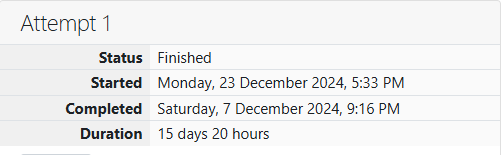 Attempt 1
Status Finished
Started Monday, 23 December 2024, 5:33 PM
Completed Saturday, 7 December 2024, 9:16 PM
Duration 15 days 20 hours